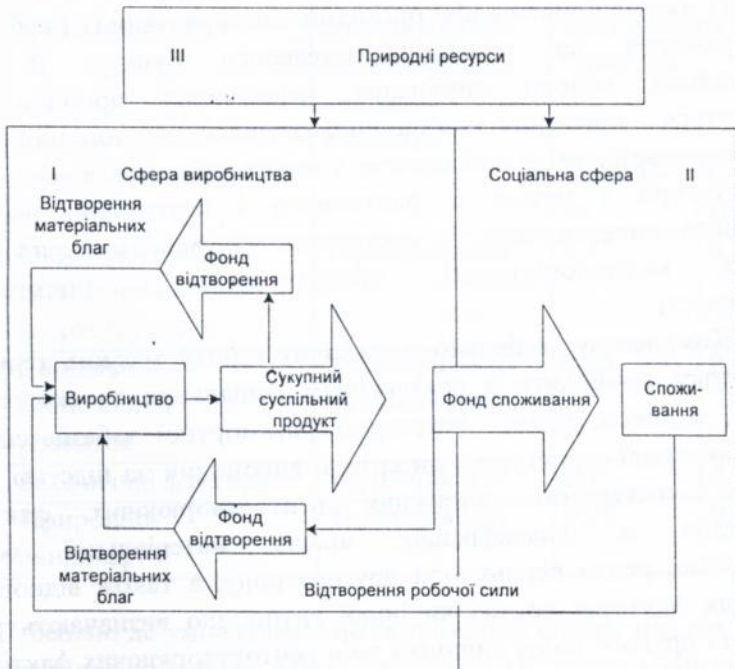 III Природні ресурси
I Сфера виробництва
Соціальна сфера II
Відтворення
матеріальних
благ
Фонд
відтворення
Виробництво
Сукупний
суспільний
продукт
Фонд споживання
Спожи-
вання
Фонд
відтворення
Відтворення
матеріальних
благ
Відтворення робочої сили